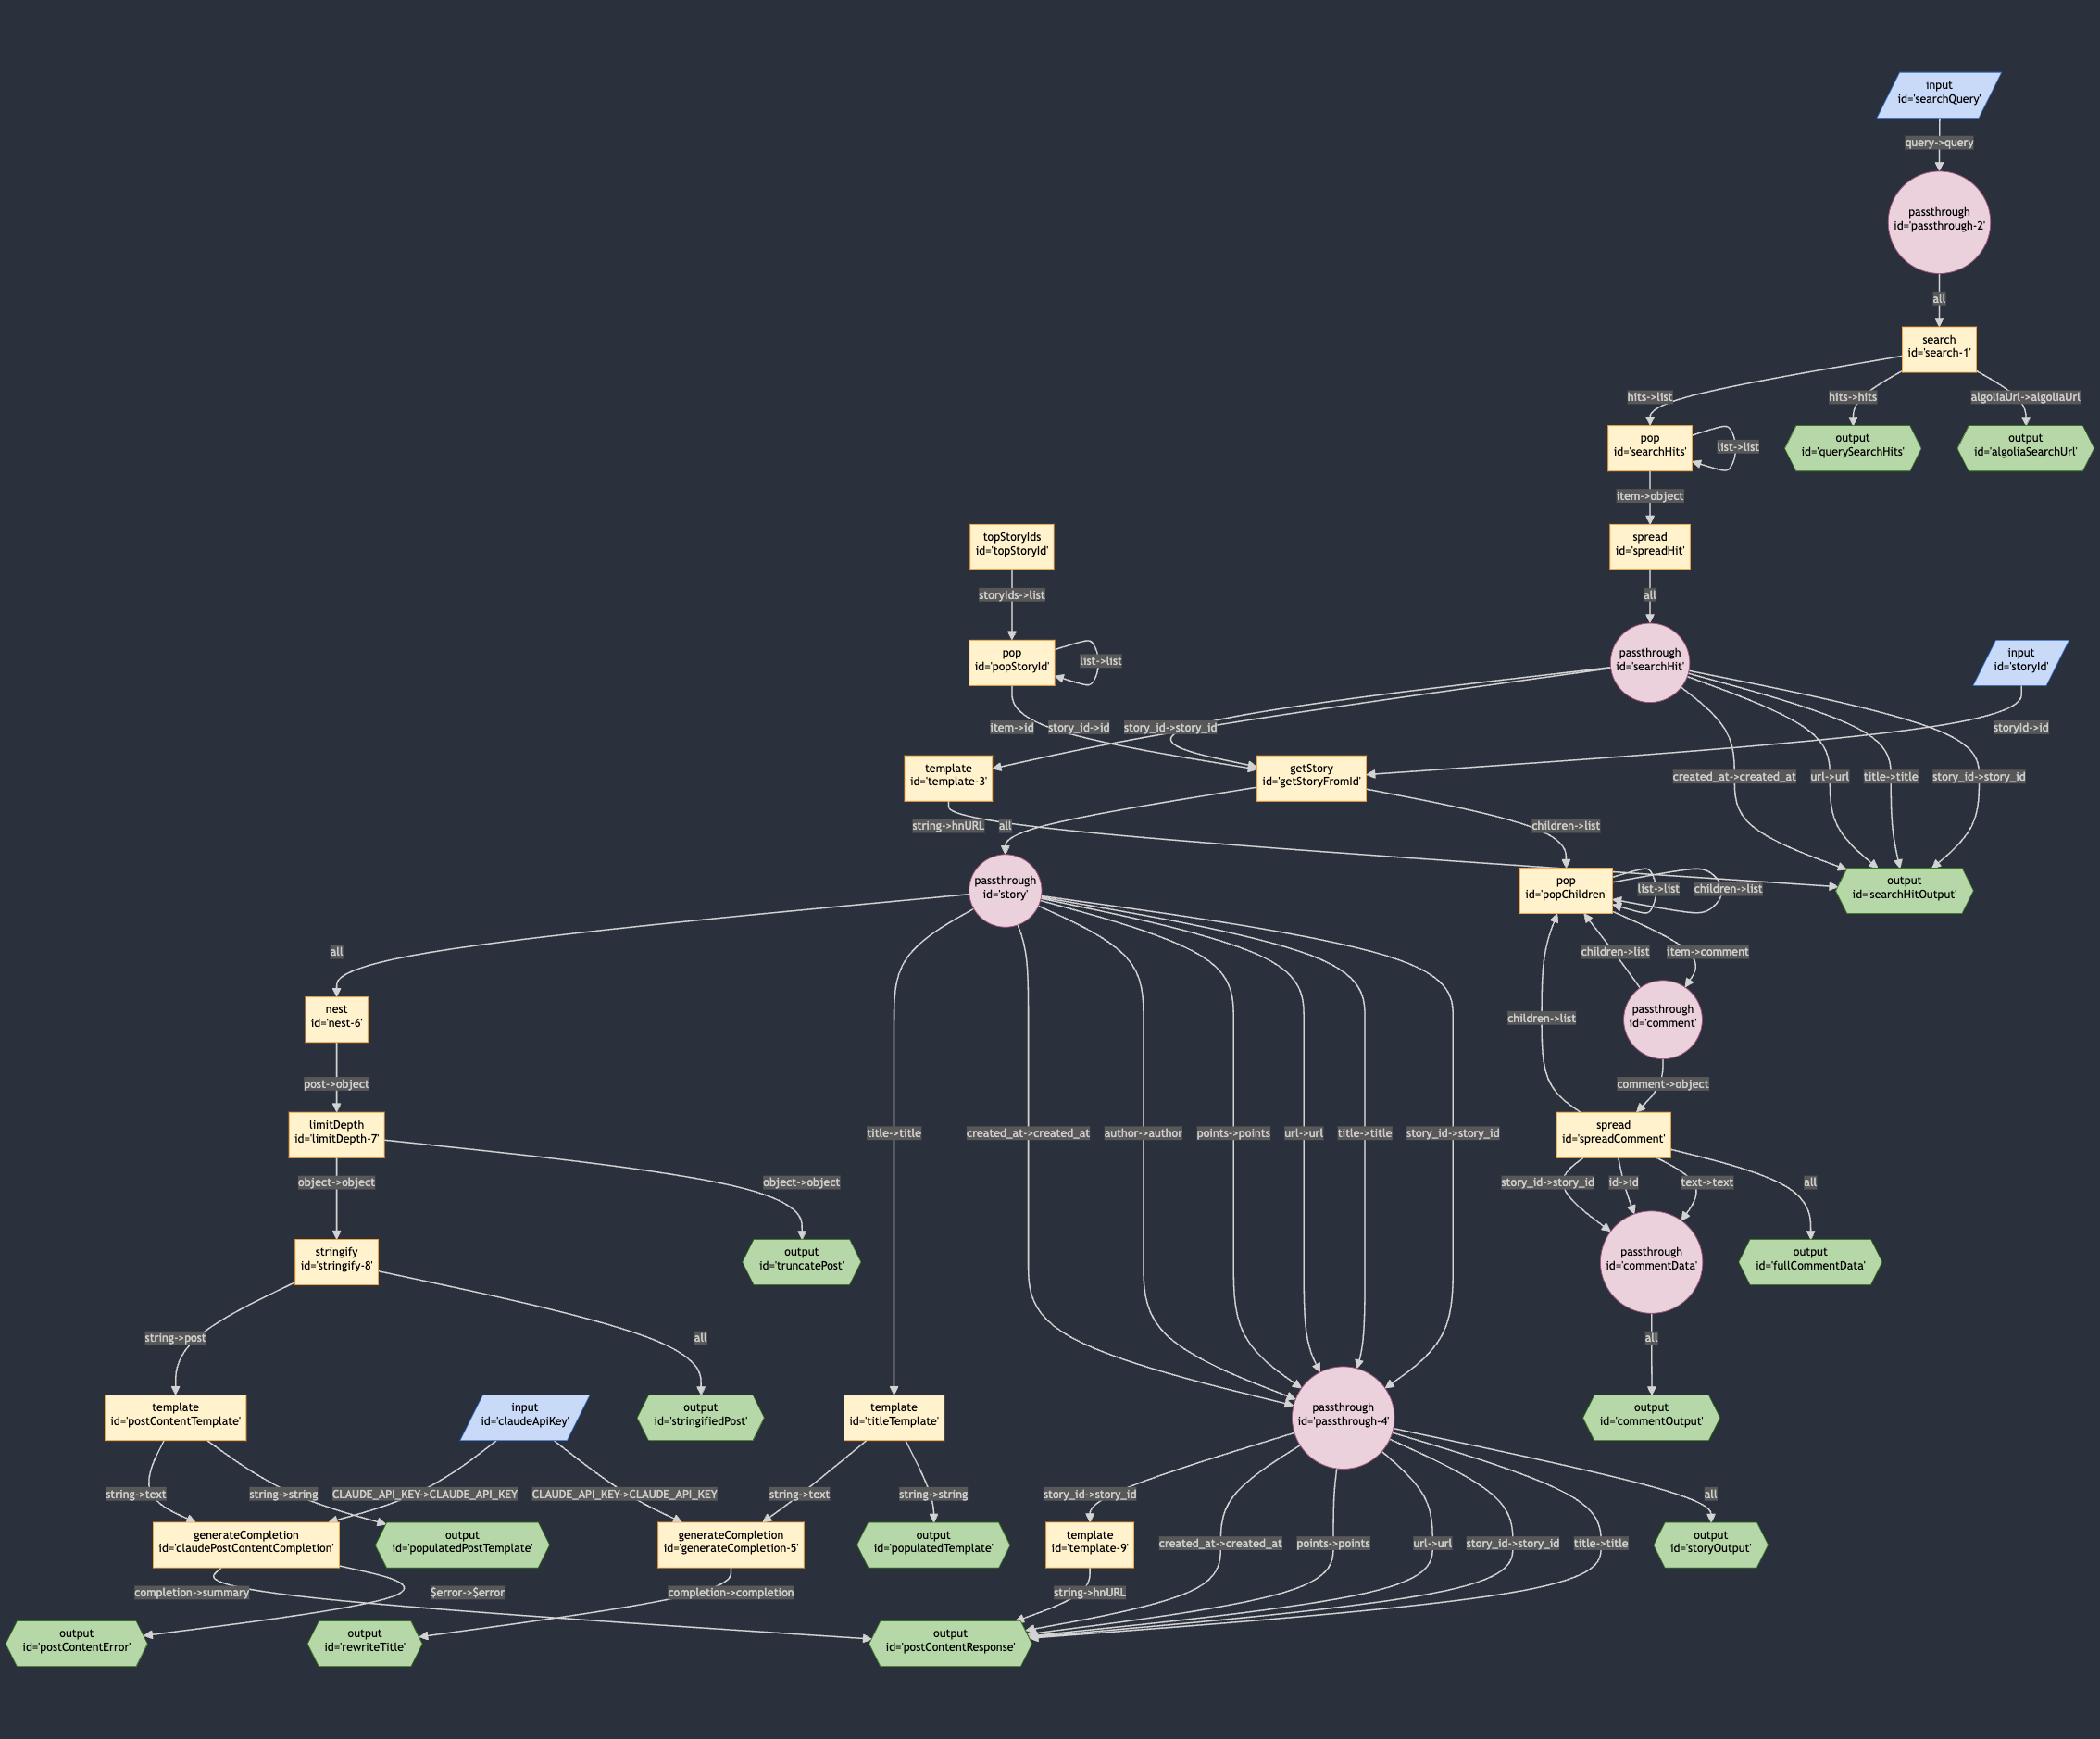 input
id='searchQuery'
query->query
passthrough
id='passthrough-2'
all
search
id='search-1'
hits->list
hits->hits
algoliaUrl->algoliaUrl
pop
id='searchHits'
list->list
output
id='querySearchHits'
output
id='algoliaSearchUrl'
item->object
topStoryIds
id='topStoryId'
spread
id='spreadHit'
storyIds->list
all
pop
id='popStoryId'
list->list
passthrough
id='searchHit'
input
id='storyId'
item->id
story_id->id
story_id->story_id
storyId->id
template
id='template-3'
getStory
id='getStoryFromId'
created_at->created_at
url->url
title->title
story_id->story_id
string->hnURL
all
children->list
passthrough
id='story'
pop
id='popChildren'
list->list
children->list
output
id='searchHitOutput'
all
children->list
item->comment
nest
id='nest-6'
children->list
passthrough
id='comment'
post->object
comment->object
limitDepth
id='limitDepth-7'
title->title
created_at->created_at
author->author
points->points
url->url
title->title
story_id->story_id
spread
id='spreadComment'
object->object
object->object
story_id->story_id
id->id
text->text
all
stringify
id='stringify-8'
output
id='truncatePost'
passthrough
id='commentData'
output
id='fullCommentData'
string->post
all
all
template
id='postContentTemplate'
input
id='claudeApiKey'
output
id='stringifiedPost'
template
id='titleTemplate'
passthrough
id='passthrough-4'
output
id='commentOutput'
string->text
string->string
CLAUDE_API_KEY->CLAUDE_API_KEY
CLAUDE_API_KEY->CLAUDE_API_KEY
string->text
string->string
story_id->story_id
all
generateCompletion
id='claudePostContentCompletion'
output
id='populatedPostTemplate'
generateCompletion
id='generateCompletion-5'
output
id='populatedTemplate'
template
id='template-9'
created_at->created_at
points->points
url->url
story_id->story_id
title->title
output
id='storyOutput'
completion->summary
$error->$error
completion->completion
string->hnURL
output
id='postContentError'
output
id='rewriteTitle'
output
id='postContentResponse'